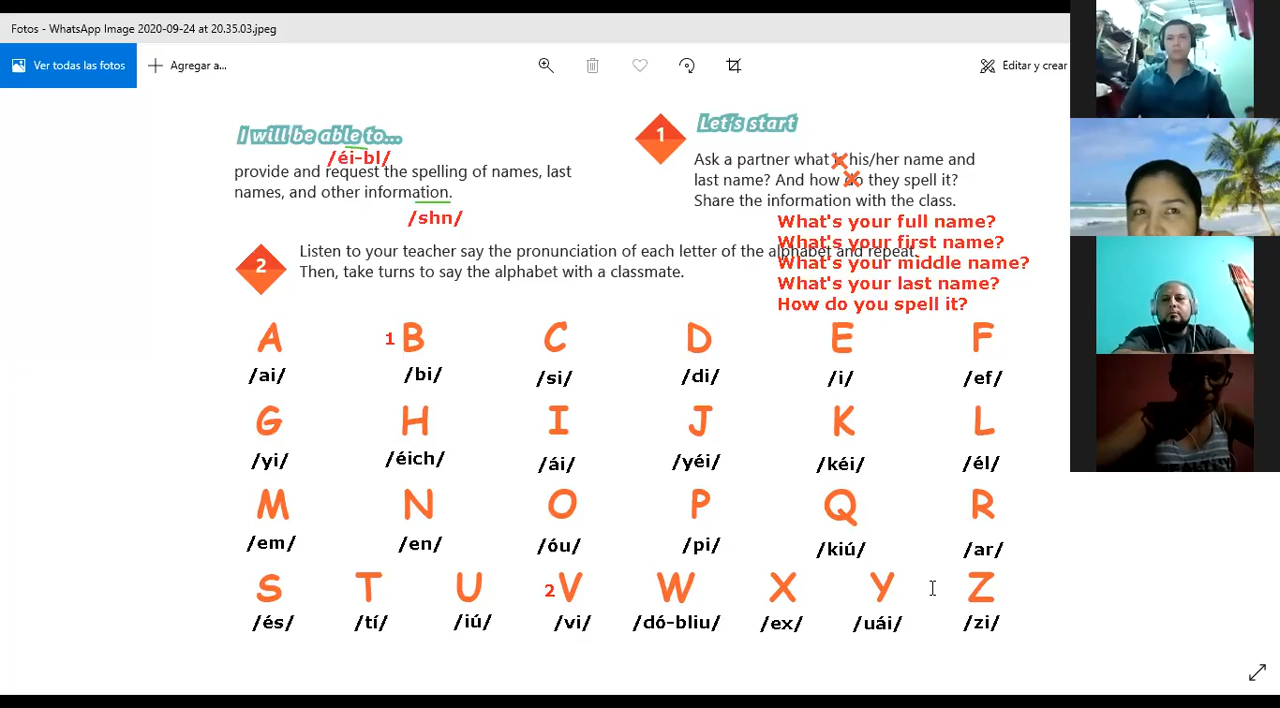 Fotos - WhatsApp Image 2020-09-24 at 20.35.03.jpeg
Ver todas las fotos
Agregar a...
Editar y crear
I will be able to...
/éi-bl/
provide and request the spelling of names, last
names, and other information.
/shn/
1
Let's start
Ask a partner what is his/her name and
last name? And how do they spell it?
Share the information with the class.
What's your full name?
What's your first name?
What's your middle name?
What's your last name?
How do you spell it?
2
Listen to your teacher say the pronunciation of each letter of the alphabet and repeat.
Then, take turns to say the alphabet with a classmate.
A 1 B C D E F
/ai/ /bi/ /si/ /di/ /i/ /ef/
G H I J K L
/yi/ /éich/ /ái/ /yéi/ /kéi/ /él/
M N O P Q R
/em/ /en/ /óu/ /pi/ /kiú/ /ar/
S T U 2 V W X Y Z
/és/ /tí/ /iú/ /vi/ /dó-bliu/ /ex/ /uái/ /zi/